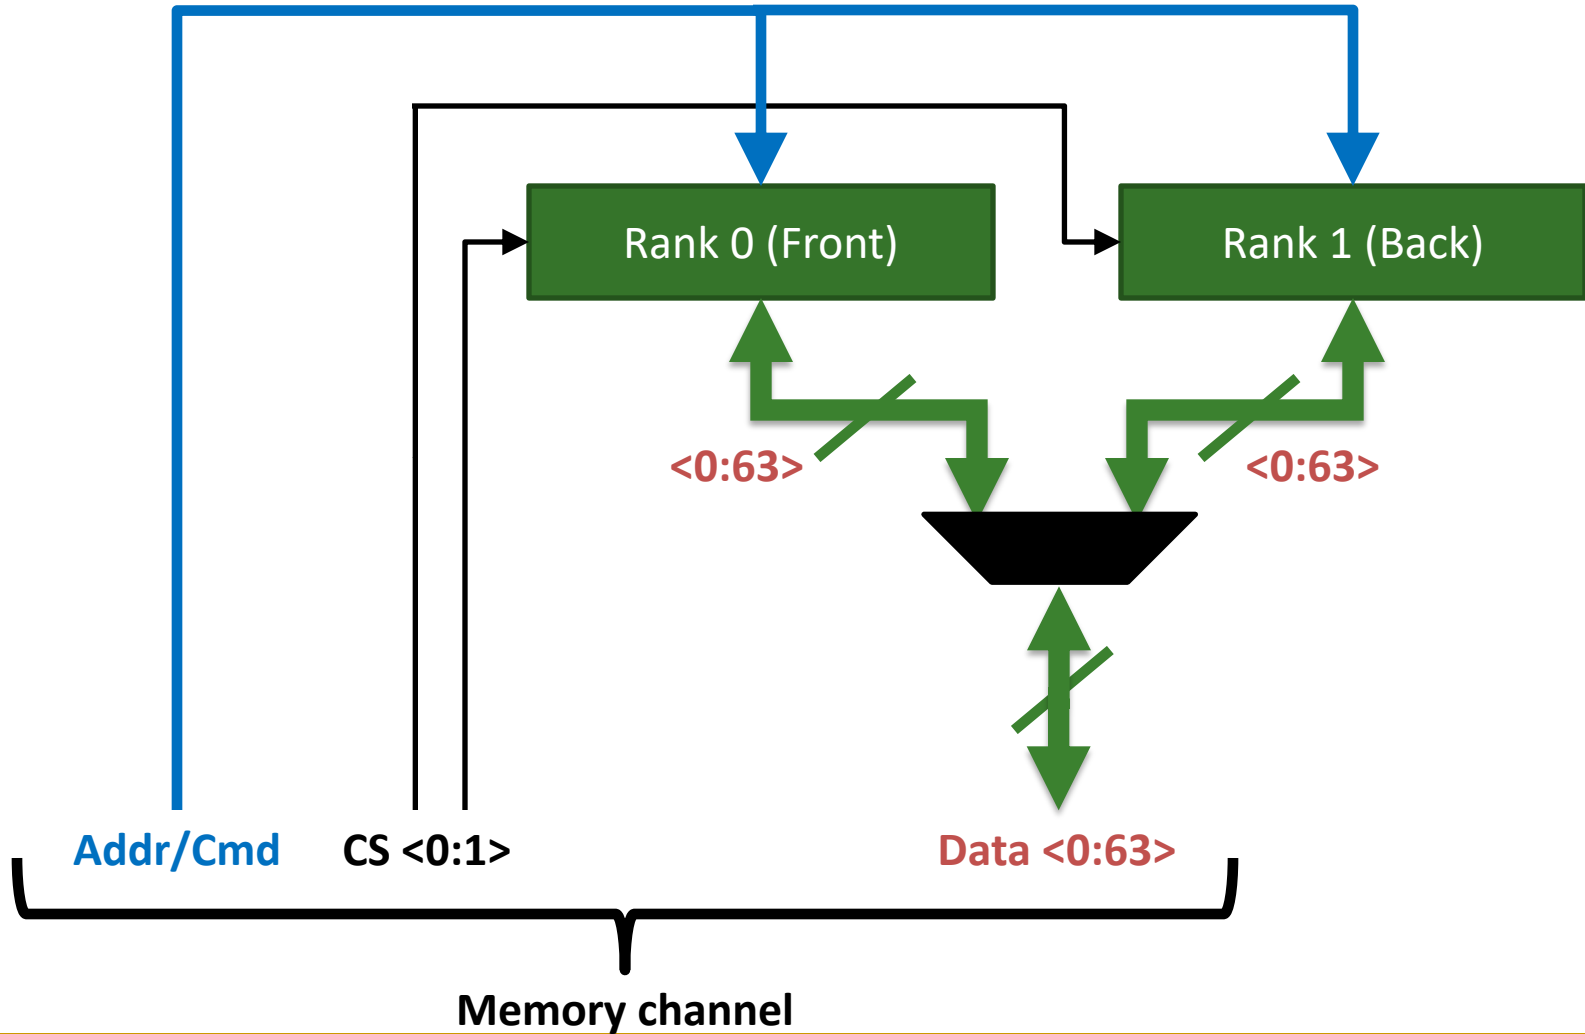 Rank 0 (Front)
Rank 1 (Back)
<0:63>
<0:63>
Addr/Cmd
CS <0:1>
Data <0:63>
Memory channel